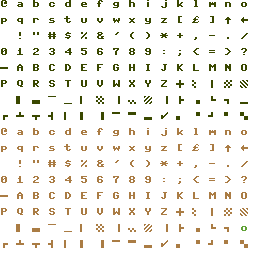 @ a b c d e f g h i j k l m n o
p q r s t u v w x y z [ £ ] ↑ ←
! " # $ % & ' ( ) * + , - . /
0 1 2 3 4 5 6 7 8 9 : ; < = > ?
─ A B C D E F G H I J K L M N O
P Q R S T U V W X Y Z
@ a b c d e f g h i j k l m n o
p q r s t u v w x y z [ £ ] ↑ ←
! " # $ % & ' ( ) * + , - . /
0 1 2 3 4 5 6 7 8 9 : ; < = > ?
─ A B C D E F G H I J K L M N O
P Q R S T U V W X Y Z
o